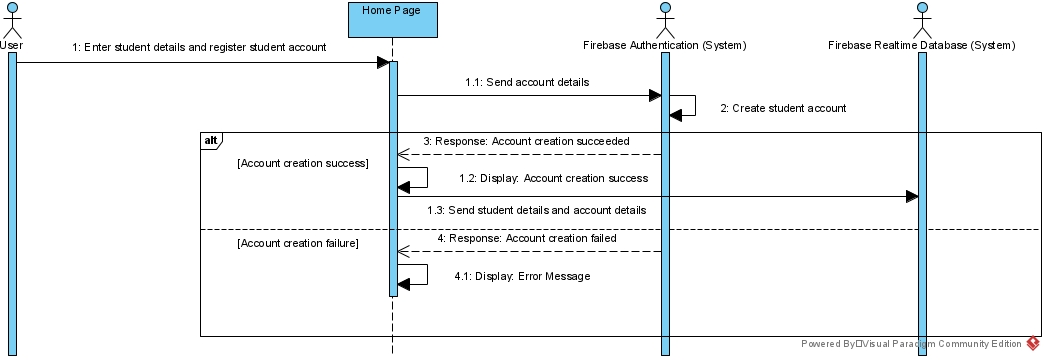 Home Page
User
Firebase Authentication (System)
Firebase Realtime Database (System)
1: Enter student details and register student account
1.1: Send account details
2: Create student account
alt
3: Response: Account creation succeeded
[Account creation success]
1.2: Display: Account creation success
1.3: Send student details and account details
[Account creation failure]
4: Response: Account creation failed
4.1: Display: Error Message
Powered By Visual Paradigm Community Edition